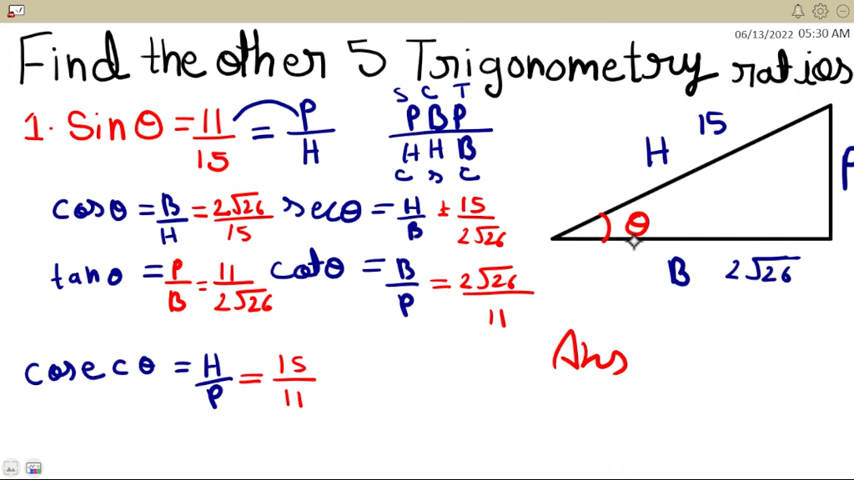 06/13/2022 05:30 AM
Find the other 5 Trigonometry ratios
1. Sin θ = 11/15 = P/H
S C T
P B P
H H B
C S C
H 15
P
θ
B 2√26
cosθ = B/H = 2√26/15 secθ = H/B = 15/2√26
tanθ = P/B = 11/2√26 cotθ = B/P = 2√26/11
cosecθ = H/P = 15/11
Ans